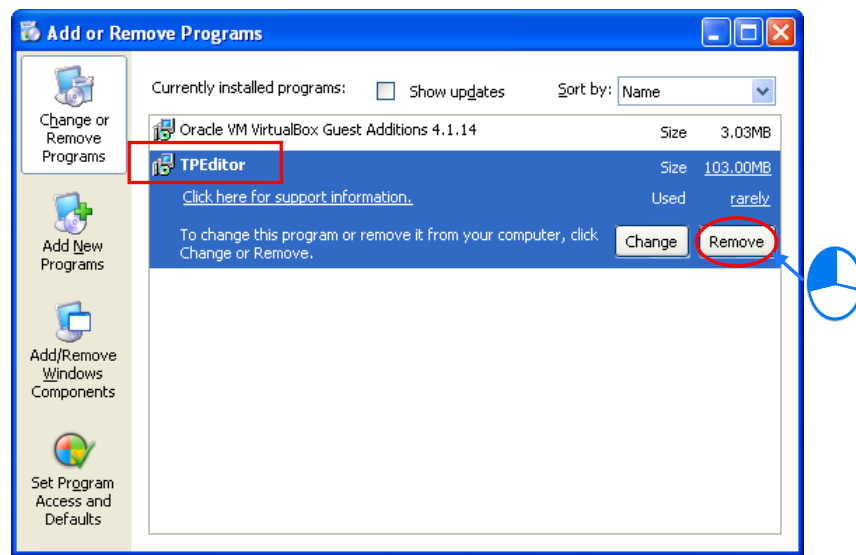 Add or Remove Programs
Change or
Remove
Programs
Add New
Programs
Add/Remove
Windows
Components
Set Program
Access and
Defaults
Currently installed programs: Show updates Sort by: Name
Oracle VM VirtualBox Guest Additions 4.1.14 Size 3.03MB
TPEditor Size 103.00MB
Click here for support information. Used rarely
To change this program or remove it from your computer, click
Change or Remove.
Change Remove